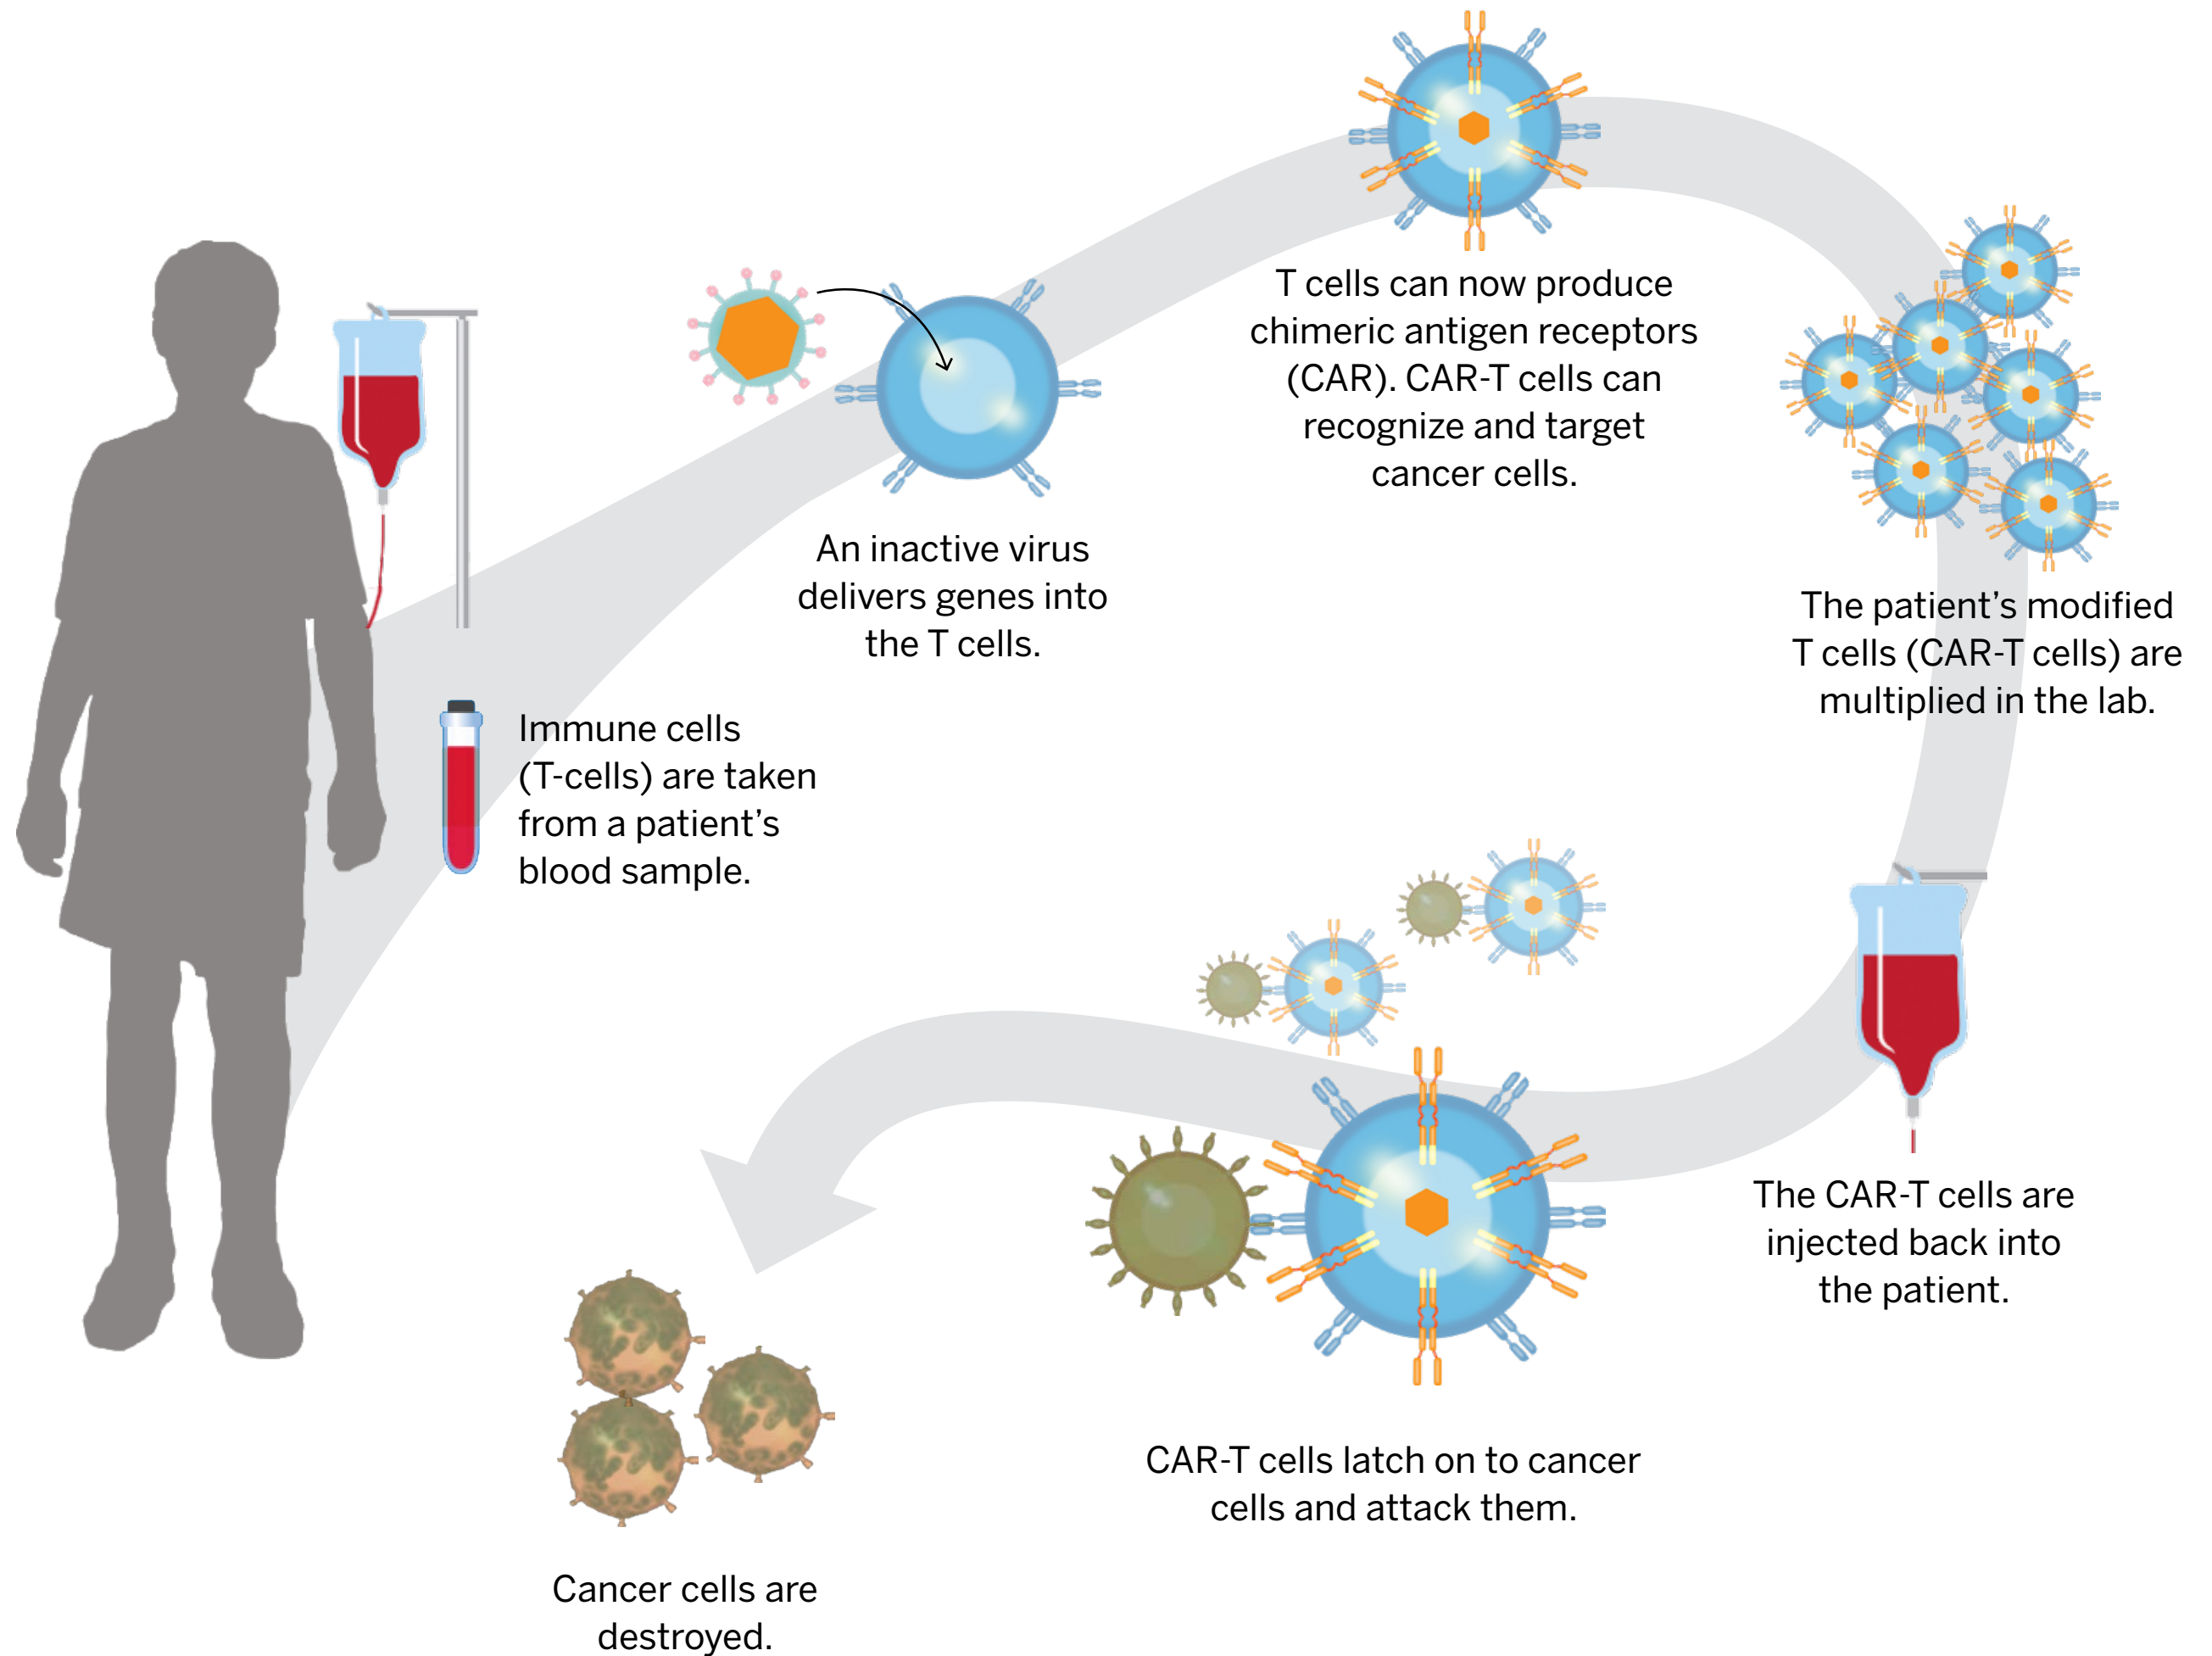 Immune cells
(T-cells) are taken
from a patient’s
blood sample.
An inactive virus
delivers genes into
the T cells.
T cells can now produce
chimeric antigen receptors
(CAR). CAR-T cells can
recognize and target
cancer cells.
The patient’s modified
T cells (CAR-T cells) are
multiplied in the lab.
The CAR-T cells are
injected back into
the patient.
CAR-T cells latch on to cancer
cells and attack them.
Cancer cells are
destroyed.